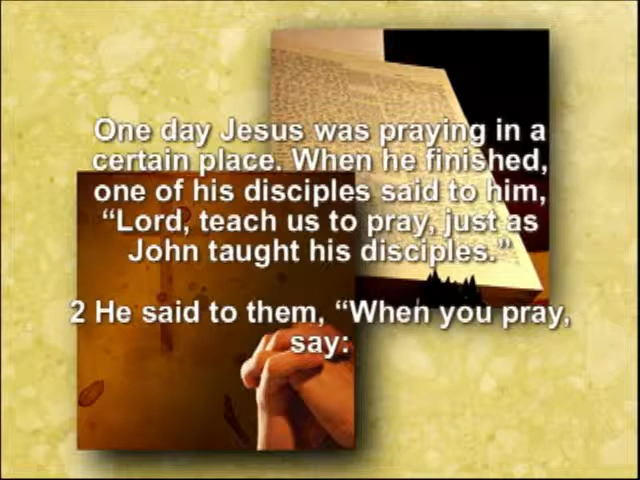 One day Jesus was praying in a
certain place. When he finished,
one of his disciples said to him,
“Lord, teach us to pray, just as
John taught his disciples.”
2 He said to them, “When you pray,
say: